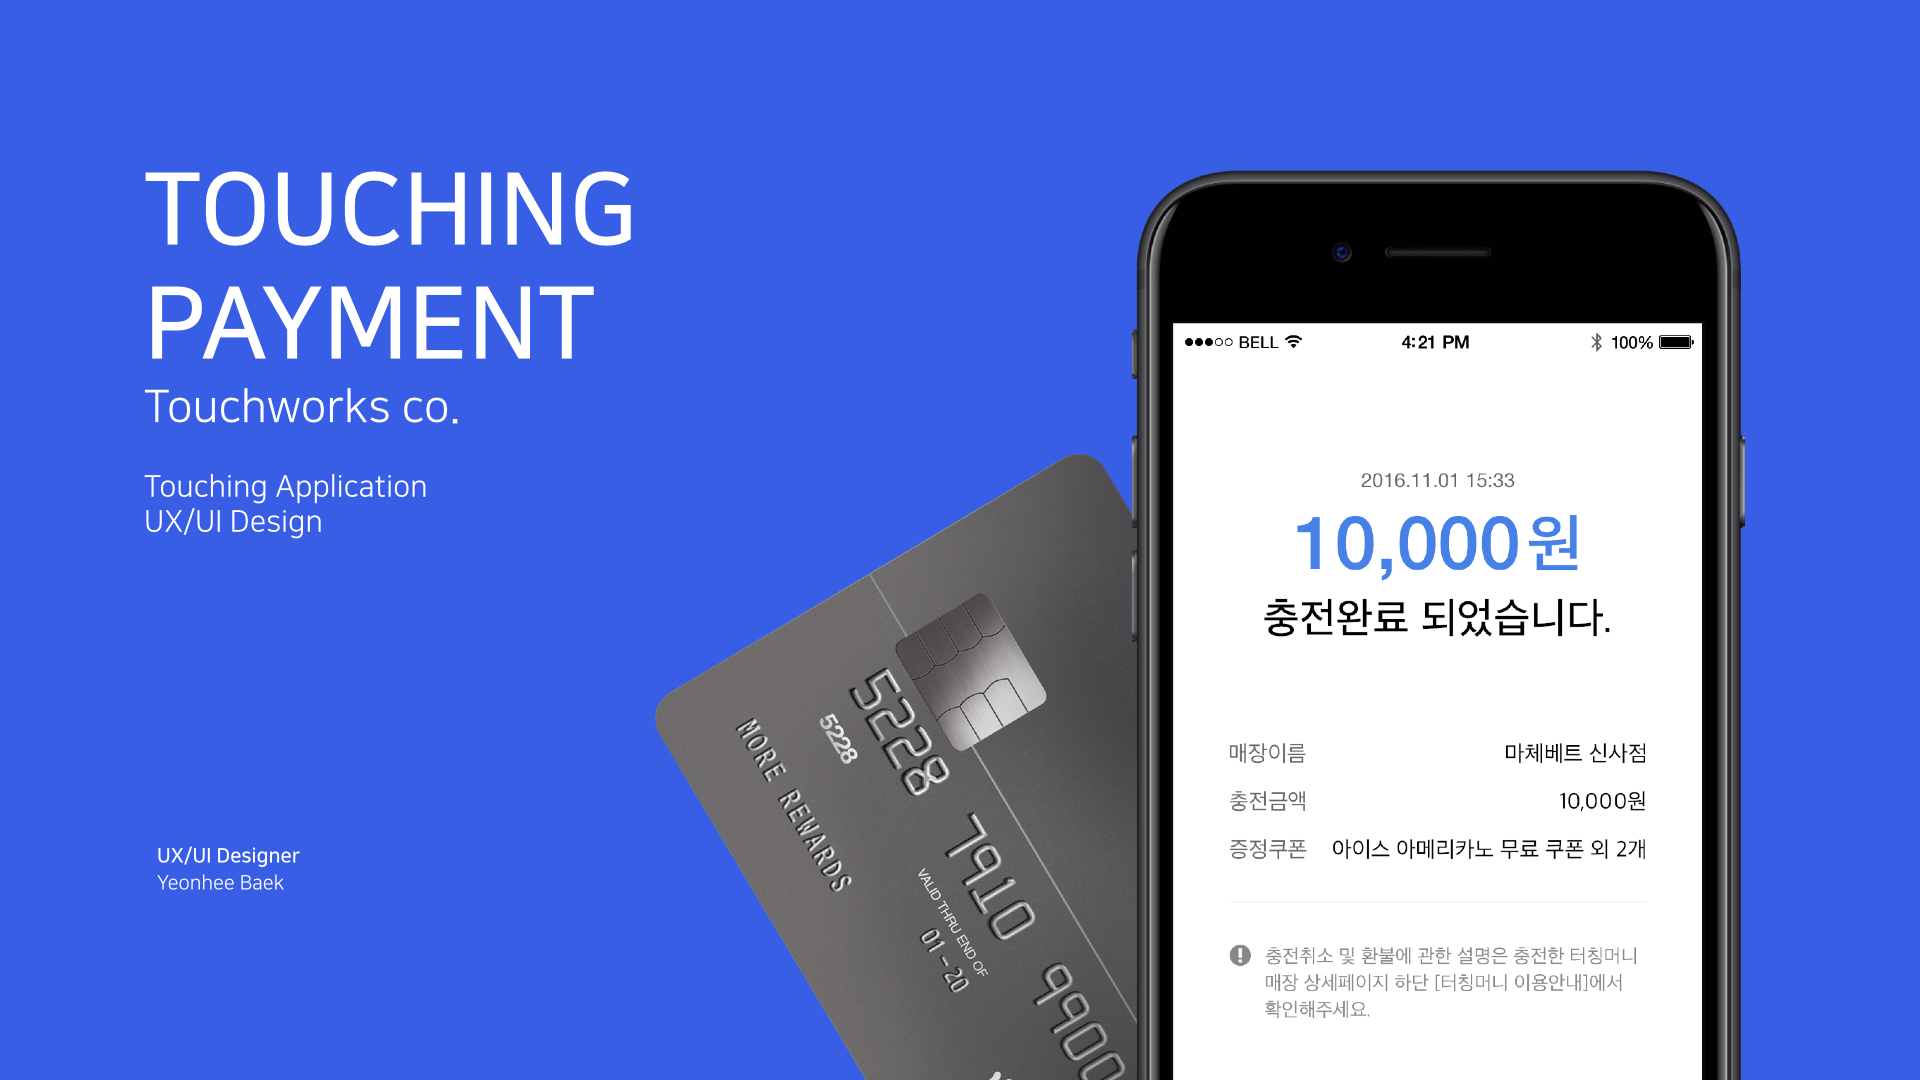 TOUCHING
PAYMENT
Touchworks co.
Touching Application
UX/UI Design
UX/UI Designer
Yeonhee Baek
MORE REWARDS
5228
5228 7910 9900
VALID THRU END OF
01-20
BELL 4:21 PM 100%
2016.11.01 15:33
10,000원
충전완료 되었습니다.
매장이름 마체베트 신사점
충전금액 10,000원
증정쿠폰 아이스 아메리카노 무료 쿠폰 외 2개
충전취소 및 환불에 관한 설명은 충전한 터칭머니
매장 상세페이지 하단 [터칭머니 이용안내]에서
확인해주세요.